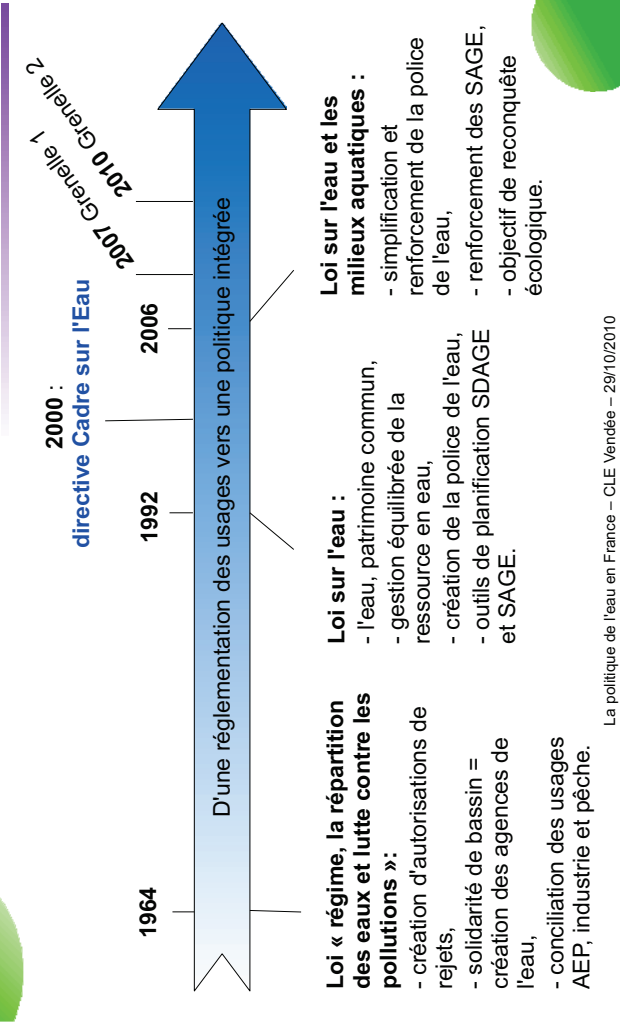 2007 Grenelle 1
2010 Grenelle 2
2000 :
directive Cadre sur l'Eau
1964
1992
2006
D'une réglementation des usages vers une politique intégrée
Loi « régime, la répartition
des eaux et lutte contre les
pollutions »:
- création d'autorisations de
rejets,
- solidarité de bassin =
création des agences de
l'eau,
- conciliation des usages
AEP, industrie et pêche.
Loi sur l'eau :
- l'eau, patrimoine commun,
- gestion équilibrée de la
ressource en eau,
- création de la police de l'eau,
- outils de planification SDAGE
et SAGE.
Loi sur l'eau et les
milieux aquatiques :
- simplification et
renforcement de la police
de l'eau,
- renforcement des SAGE,
- objectif de reconquête
écologique.
La politique de l'eau en France – CLE Vendée – 29/10/2010